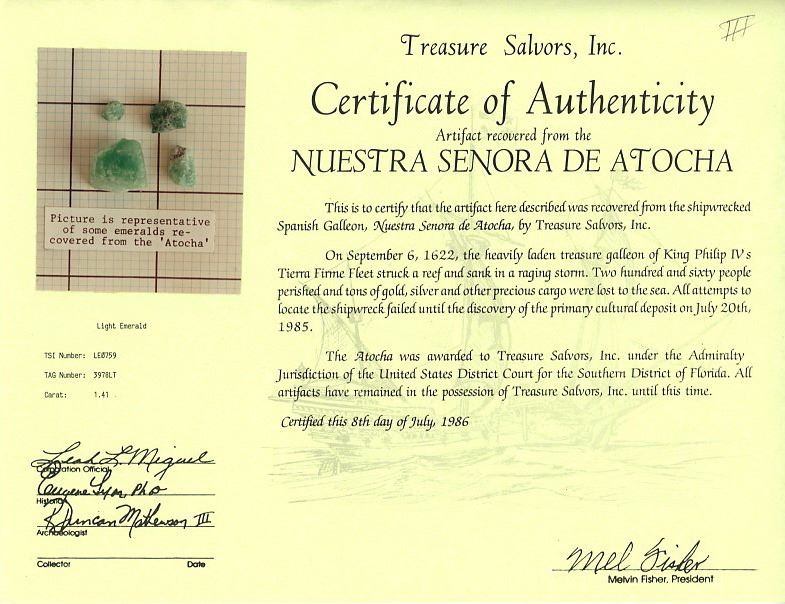 III
Treasure Salvors, Inc.
Certificate of Authenticity
Artifact recovered from the
NUESTRA SENORA DE ATOCHA
Picture is representative
of some emeralds re-
covered from the 'Atocha'
Light Emerald
TSI Number: LE0759
TAG Number: 3978LT
Carat: 1.41
This is to certify that the artifact here described was recovered from the shipwrecked
Spanish Galleon, Nuestra Senora de Atocha, by Treasure Salvors, Inc.
On September 6, 1622, the heavily laden treasure galleon of King Philip IV's
Tierra Firme Fleet struck a reef and sank in a raging storm. Two hundred and sixty people
perished and tons of gold, silver and other precious cargo were lost to the sea. All attempts to
locate the shipwreck failed until the discovery of the primary cultural deposit on July 20th,
1985.
The Atocha was awarded to Treasure Salvors, Inc. under the Admiralty
Jurisdiction of the United States District Court for the Southern District of Florida. All
artifacts have remained in the possession of Treasure Salvors, Inc. until this time.
Certified this 8th day of July, 1986
Leah L. Miguel
Corporation Official
Eugene Lyon PhD
Historian
R Duncan Mathewson III
Archaeologist
Collector Date
Mel Fisher
Melvin Fisher, President